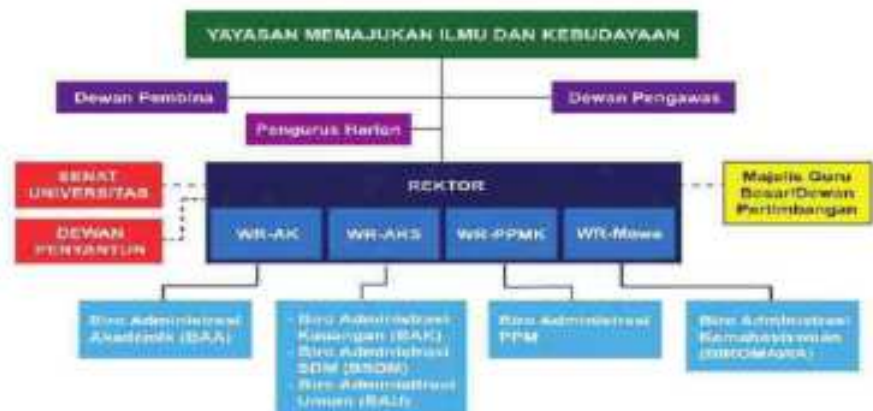 YAYASAN MEMAJUKAN ILMU DAN KEBUDAYAAN
Dewan Pembina
Dewan Pengawas
Pengurus Harian
SENAT
UNIVERSITAS
REKTOR
Majelis Guru
Besar/Dewan
Pertimbangan
DEWAN
PENYANTUN
WR-AK
WR-AKS
WR-PPMK
WR-Mawa
Biro Administrasi
Akademik (BAA)
- Biro Administrasi
Keuangan (BAK)
- Biro Administrasi
SDM (BSDM)
- Biro Administrasi
Umum (BAU)
Biro Administrasi
PPM
Biro Administrasi
Kemahasiswaan
(BIROMAWA)